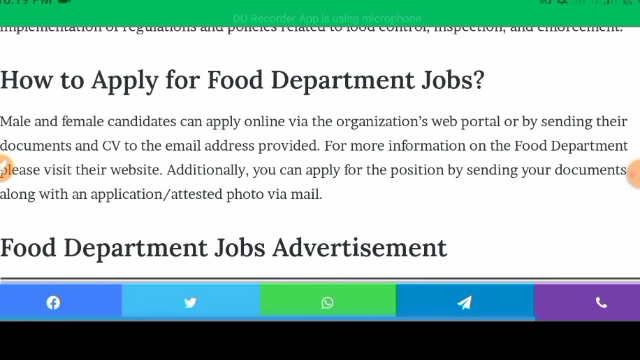 10:19 PM
DU Recorder App is using microphone
implementation of regulations and policies related to food control, inspection, and enforcement.
How to Apply for Food Department Jobs?
Male and female candidates can apply online via the organization's web portal or by sending their
documents and CV to the email address provided. For more information on the Food Department
please visit their website. Additionally, you can apply for the position by sending your documents
along with an application/attested photo via mail.
Food Department Jobs Advertisement